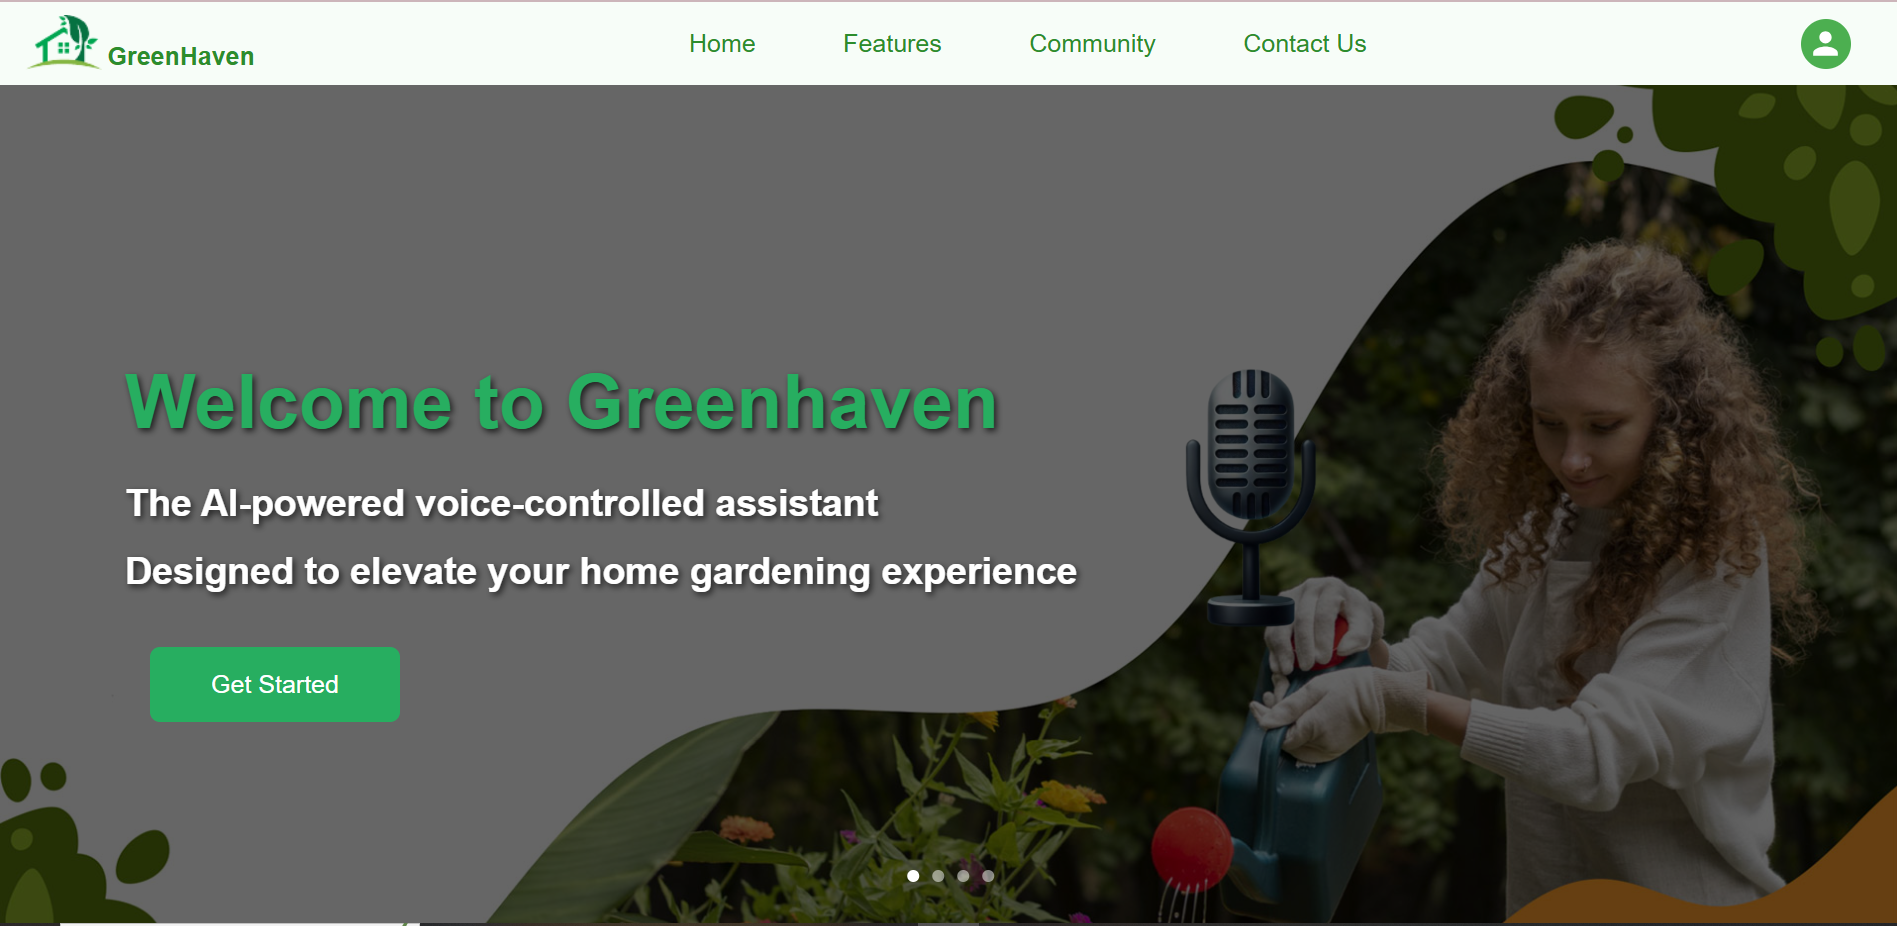 GreenHaven
Home
Features
Community
Contact Us
Welcome to Greenhaven
The AI-powered voice-controlled assistant
Designed to elevate your home gardening experience
Get Started